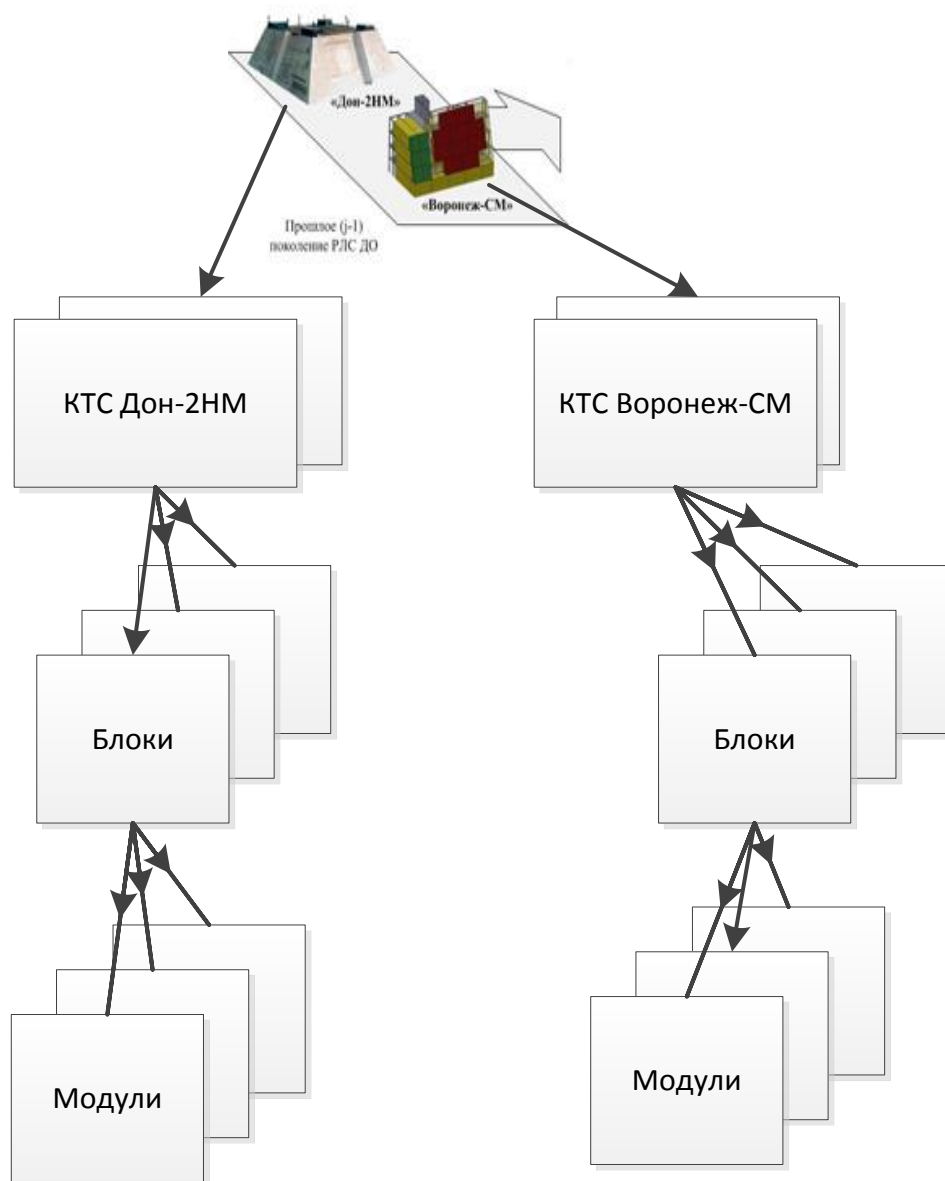 «Дон-2НМ»
«Воронеж-СМ»
Прошлое (j-1)
поколение РЛС ДО
КТС Дон-2НМ
КТС Воронеж-СМ
Блоки
Блоки
Модули
Модули